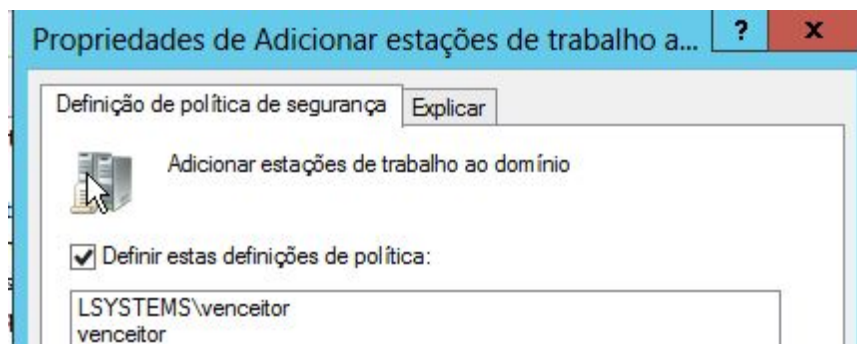 Propriedades de Adicionar estações de trabalho a... ? x
Definição de política de segurança Explicar
Adicionar estações de trabalho ao domínio
Definir estas definições de política:
LSYSTEMS\venceitor
venceitor